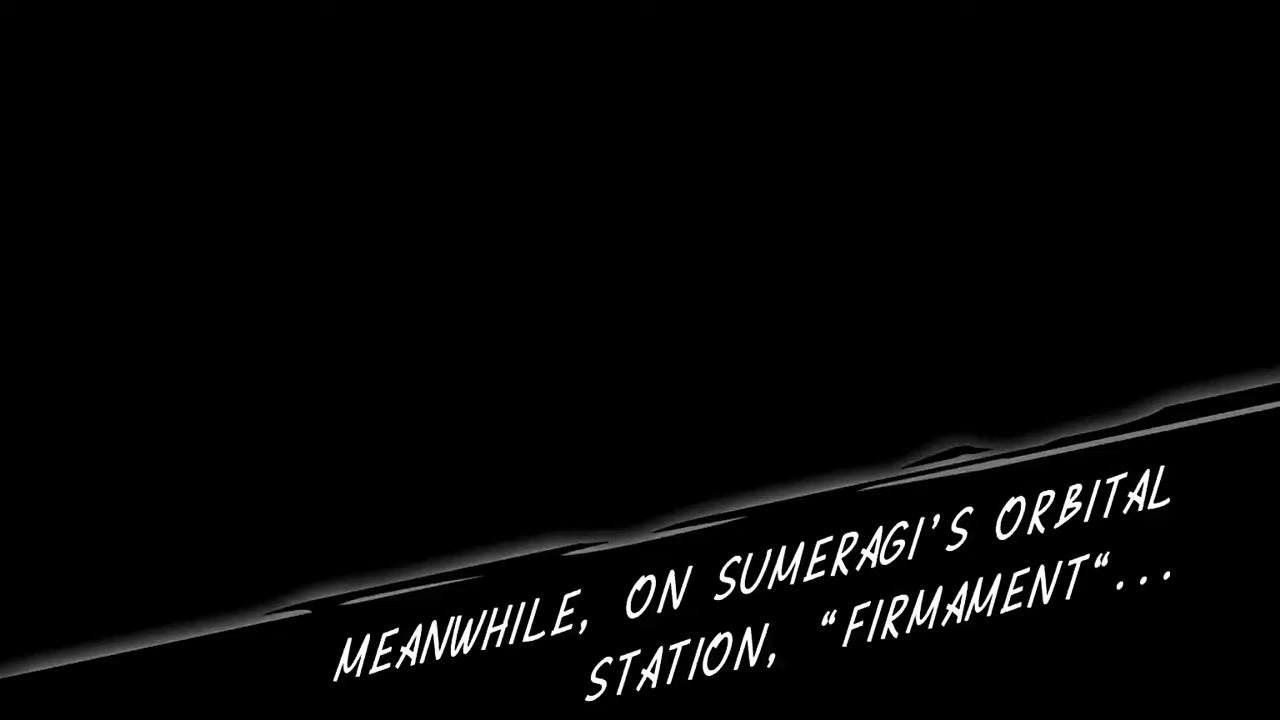 MEANWHILE, ON SUMERAGI'S ORBITAL
STATION, “FIRMAMENT“...